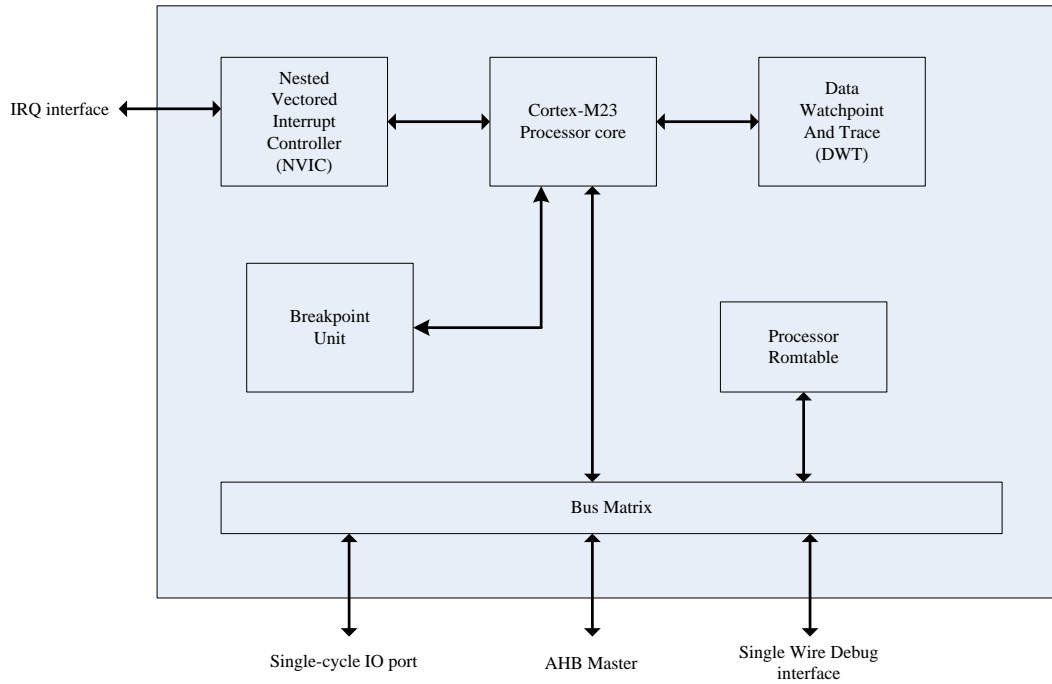 IRQ interface
Nested
Vectored
Interrupt
Controller
(NVIC)
Cortex-M23
Processor core
Data
Watchpoint
And Trace
(DWT)
Breakpoint
Unit
Processor
Romtable
Bus Matrix
Single-cycle IO port
AHB Master
Single Wire Debug
interface